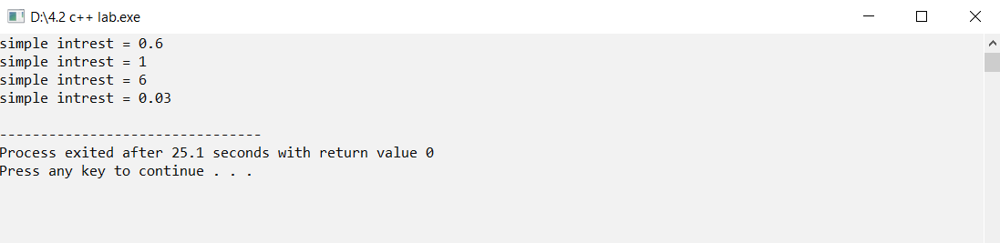 D:\4.2 c++ lab.exe
simple intrest = 0.6
simple intrest = 1
simple intrest = 6
simple intrest = 0.03
--------------------------------
Process exited after 25.1 seconds with return value 0
Press any key to continue . . .